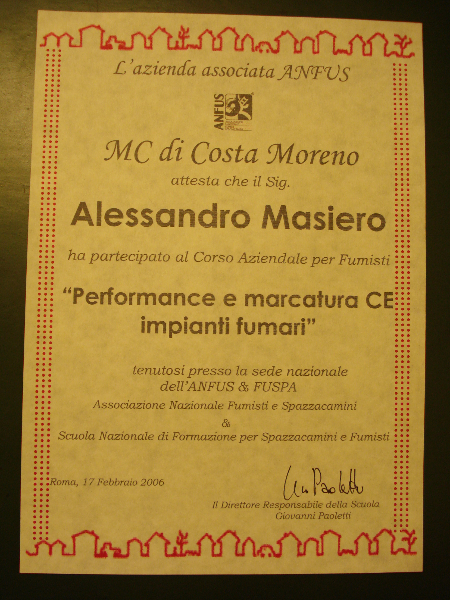 L'azienda associata ANFUS
ANFUS
MC di Costa Moreno
attesta che il Sig.
Alessandro Masiero
ha partecipato al Corso Aziendale per Fumisti
“Performance e marcatura CE
impianti fumari”
tenutosi presso la sede nazionale
dell'ANFUS & FUSPA
Associazione Nazionale Fumisti e Spazzacamini
&
Scuola Nazionale di Formazione per Spazzacamini e Fumisti
Roma, 17 Febbraio 2006
Il Direttore Responsabile della Scuola
Giovanni Paoletti